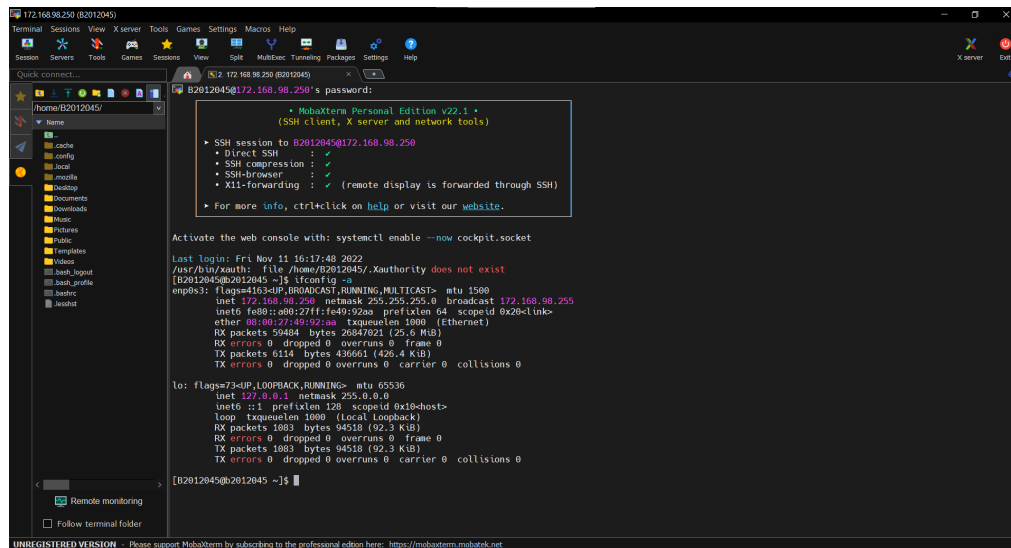 172.168.98.250 (B2012045)
Terminal Sessions View X server Tools Games Settings Macros Help
Session Servers Tools Games Sessions View Split MultiExec Tunneling Packages Settings Help X server Exit
Quick connect...
2. 172.168.98.250 (B2012045)
/home/B2012045/
Name
..
.cache
.config
.local
.mozilla
Desktop
Documents
Downloads
Music
Pictures
Public
Templates
Videos
.bash_logout
.bash_profile
.bashrc
.lesshst
Remote monitoring
Follow terminal folder
B2012045@172.168.98.250's password:
• MobaXterm Personal Edition v22.1 •
(SSH client, X server and network tools)
➤ SSH session to B2012045@172.168.98.250
• Direct SSH : ✔
• SSH compression : ✔
• SSH-browser : ✔
• X11-forwarding : ✔ (remote display is forwarded through SSH)
➤ For more info, ctrl+click on help or visit our website.
Activate the web console with: systemctl enable --now cockpit.socket
Last login: Fri Nov 11 16:17:48 2022
/usr/bin/xauth: file /home/B2012045/.Xauthority does not exist
[B2012045@b2012045 ~]$ ifconfig -a
enp0s3: flags=4163<UP,BROADCAST,RUNNING,MULTICAST> mtu 1500
inet 172.168.98.250 netmask 255.255.255.0 broadcast 172.168.98.255
inet6 fe80::a00:27ff:fe49:92aa prefixlen 64 scopeid 0x20<link>
ether 08:00:27:49:92:aa txqueuelen 1000 (Ethernet)
RX packets 59484 bytes 26847021 (25.6 MiB)
RX errors 0 dropped 0 overruns 0 frame 0
TX packets 6114 bytes 436661 (426.4 KiB)
TX errors 0 dropped 0 overruns 0 carrier 0 collisions 0
lo: flags=73<UP,LOOPBACK,RUNNING> mtu 65536
inet 127.0.0.1 netmask 255.0.0.0
inet6 ::1 prefixlen 128 scopeid 0x10<host>
loop txqueuelen 1000 (Local Loopback)
RX packets 1083 bytes 94518 (92.3 KiB)
RX errors 0 dropped 0 overruns 0 frame 0
TX packets 1083 bytes 94518 (92.3 KiB)
TX errors 0 dropped 0 overruns 0 carrier 0 collisions 0
[B2012045@b2012045 ~]$
UNREGISTERED VERSION - Please support MobaXterm by subscribing to the professional edition here: https://mobaxterm.mobatek.net